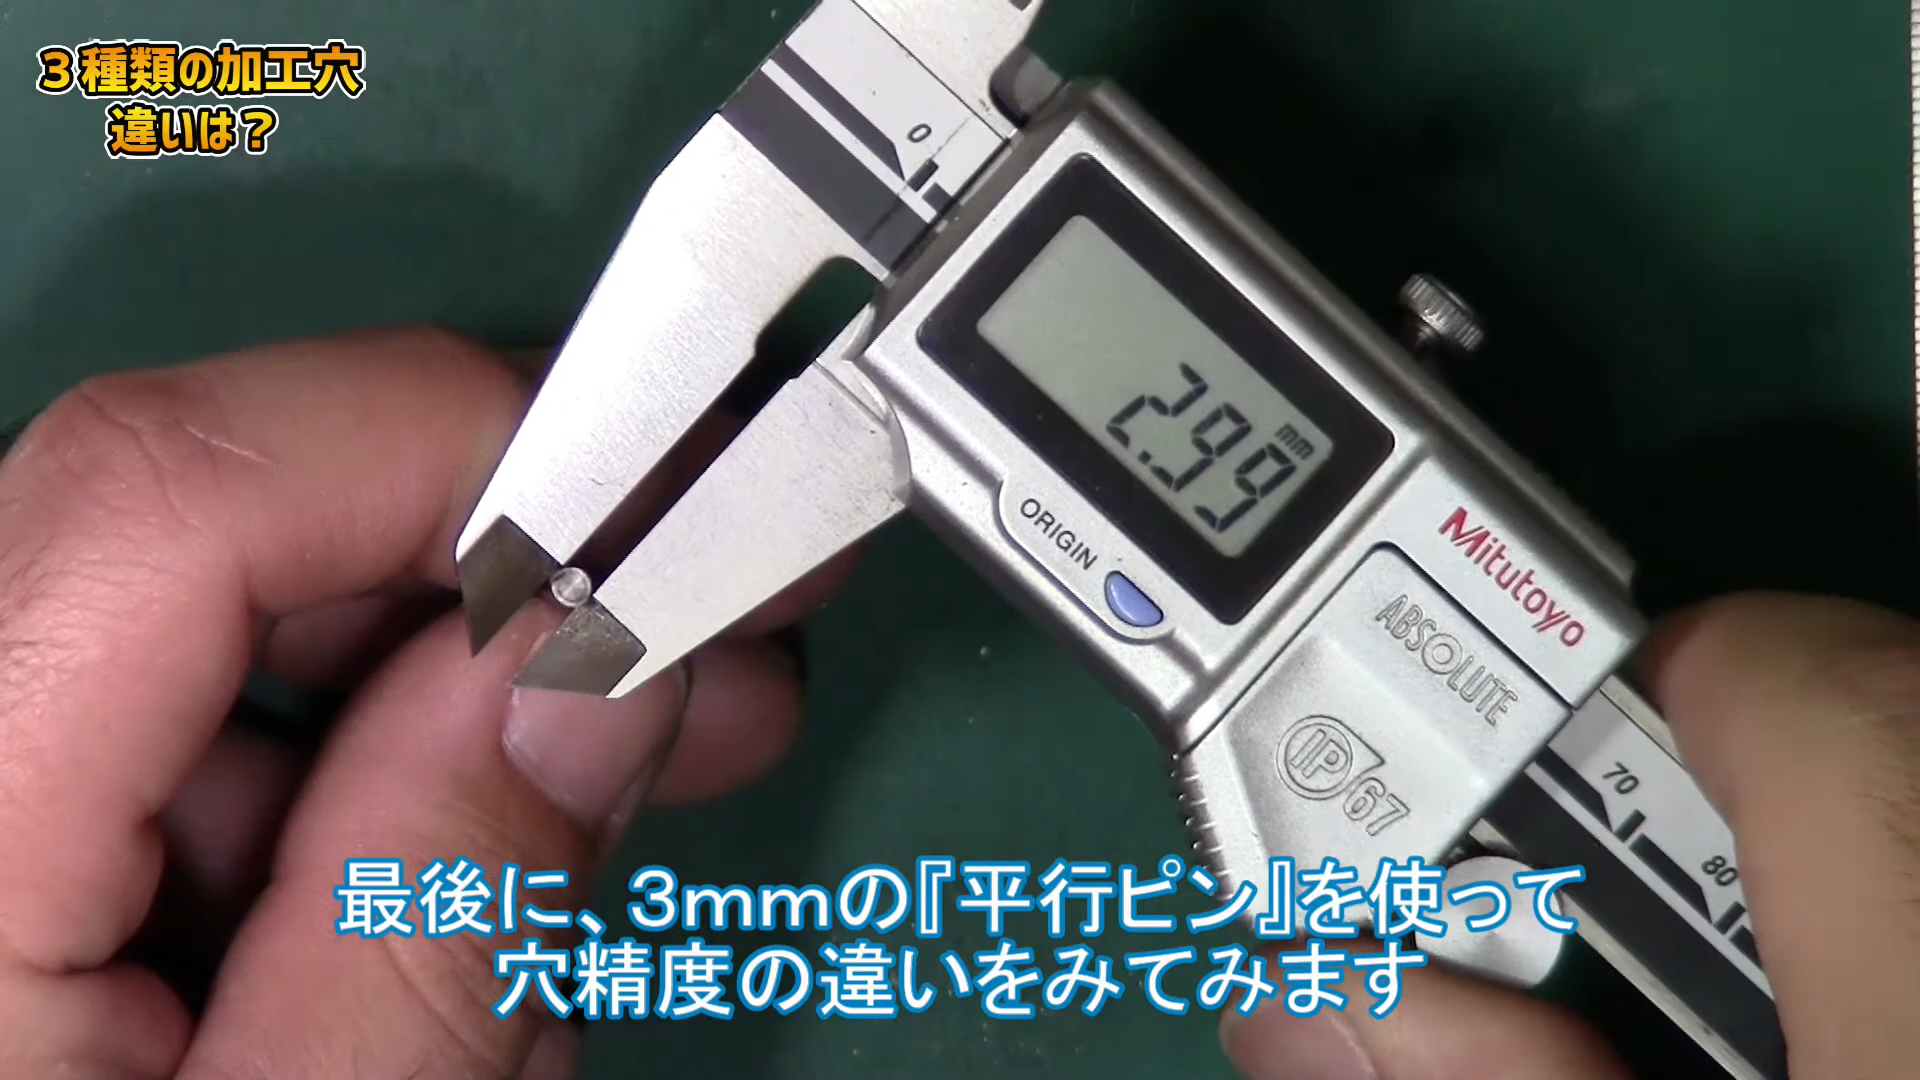 ３種類の加工穴
違いは？
0
mm
2.99
ORIGIN
Mitutoyo
ABSOLUTE
IP67
70
80
最後に、３ｍｍの『平行ピン』を使って
穴精度の違いをみてみます